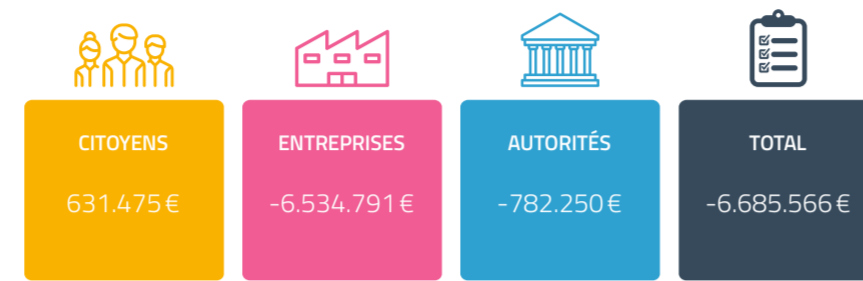 CITOYENS
631.475 €
ENTREPRISES
-6.534.791 €
AUTORITÉS
-782.250 €
TOTAL
-6.685.566 €